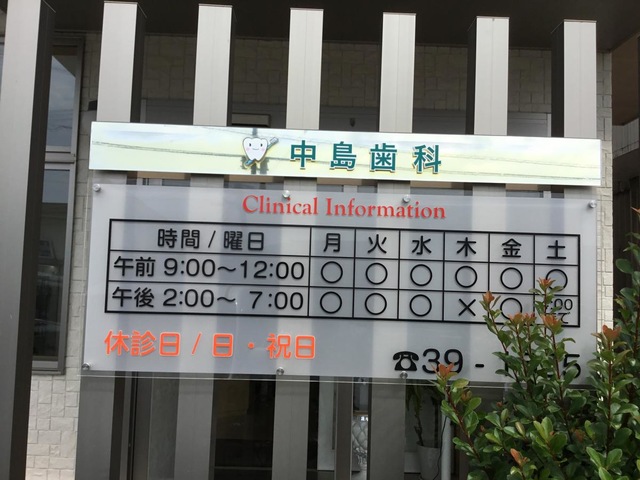 中島歯科
Clinical Information
時間/曜日 月 火 水 木 金 土
午前 9:00〜12:00 ○ ○ ○ ○ ○ ○
午後 2:00〜 7:00 ○ ○ ○ × ○
休診日/日・祝日
☎39-